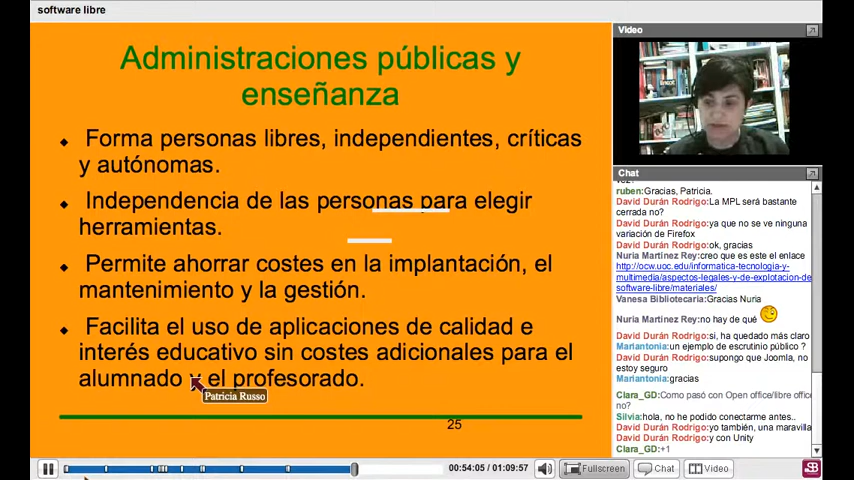 software libre
Administraciones públicas y
enseñanza
Forma personas libres, independientes, críticas
y autónomas.
Independencia de las personas para elegir
herramientas.
Permite ahorrar costes en la implantación, el
mantenimiento y la gestión.
Facilita el uso de aplicaciones de calidad e
interés educativo sin costes adicionales para el
alumnado y el profesorado.
Patricia Russo
25
Video
Chat
ruben:Gracias, Patricia.
David Durán Rodrigo:La MPL será bastante
cerrada no?
David Durán Rodrigo:ya que no se ve ninguna
variación de Firefox
David Durán Rodrigo:ok, gracias
Nuria Martínez Rey:creo que es este el enlace
http://ocw.uoc.edu/informatica-tecnologia-y-
multimedia/aspectos-legales-y-de-explotacion-de
software-libre/materiales/
Vanesa Bibliotecaria:Gracias Nuria
Nuria Martínez Rey:no hay de qué
David Durán Rodrigo:si, ha quedado más claro
Mariantonia:un ejemplo de escrutinio público ?
David Durán Rodrigo:supongo que Joomla, no
estoy seguro
Mariantonia:gracias
Clara_GD:Como pasó con Open office/libre office
no?
Silvia:hola, no he podido conectarme antes..
David Durán Rodrigo:yo también, una maravilla
David Durán Rodrigo:y con Unity
Clara_GD:+1
00:54:05 / 01:09:57
Fullscreen
Chat
Video